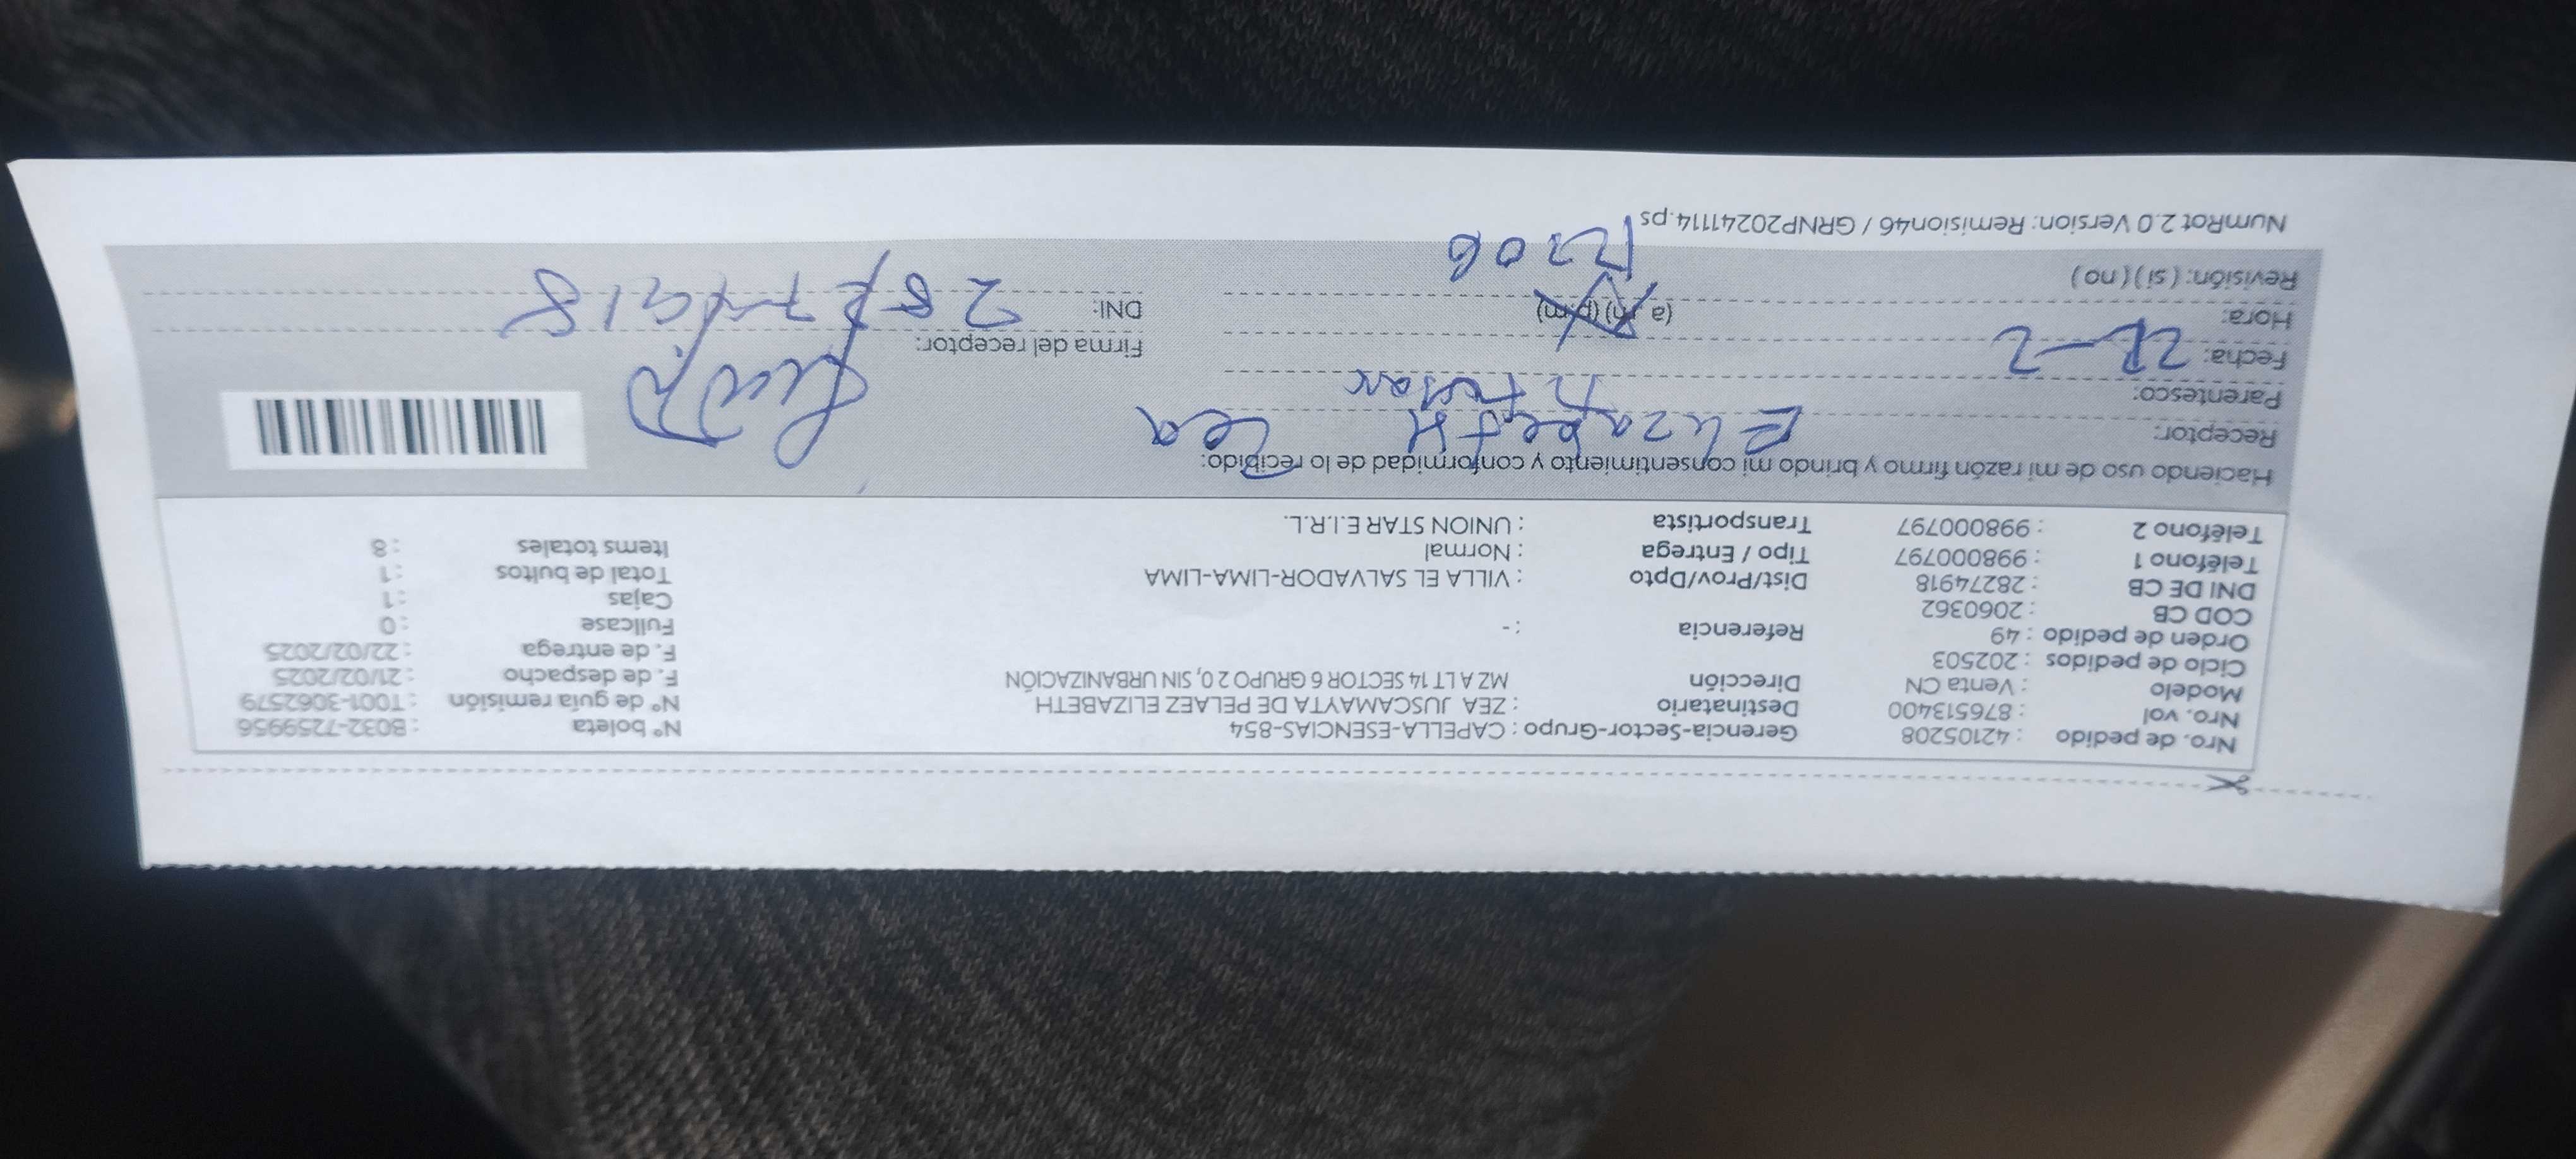 Nro. de pedido : 42105208 Gerencia-Sector-Grupo : CAPELLA-ESENCIAS-854 N° boleta : B032-7259956
Nro. vol : 876513400 Destinatario : ZEA JUSCAMAYTA DE PELAEZ ELIZABETH N° de guía remisión : T001-3062579
Modelo : Venta CN Dirección MZ A LT 14 SECTOR 6 GRUPO 2 0, SIN URBANIZACIÓN F. de despacho : 21/02/2025
Ciclo de pedidos : 202503 F. de entrega : 22/02/2025
Orden de pedido : 49 Referencia : - Fullcase : 0
COD CB : 2060362 Cajas : 1
DNI DE CB : 28274918 Dist/Prov/Dpto : VILLA EL SALVADOR-LIMA-LIMA Total de bultos : 1
Teléfono 1 : 998000797 Tipo / Entrega : Normal Items totales : 8
Teléfono 2 : 998000797 Transportista : UNION STAR E.I.R.L.
Haciendo uso de mi razón firmo y brindo mi consentimiento y conformidad de lo recibido:
Receptor: Elizabeth Zea
Parentesco: Titular
Fecha: 22-2 Firma del receptor:
Hora: (a. m) (p. m) DNI: 28274918
Revisión: ( si ) ( no ) 1206
NumRot 2.0 Version: Remision46 / GRNP20241114.ps